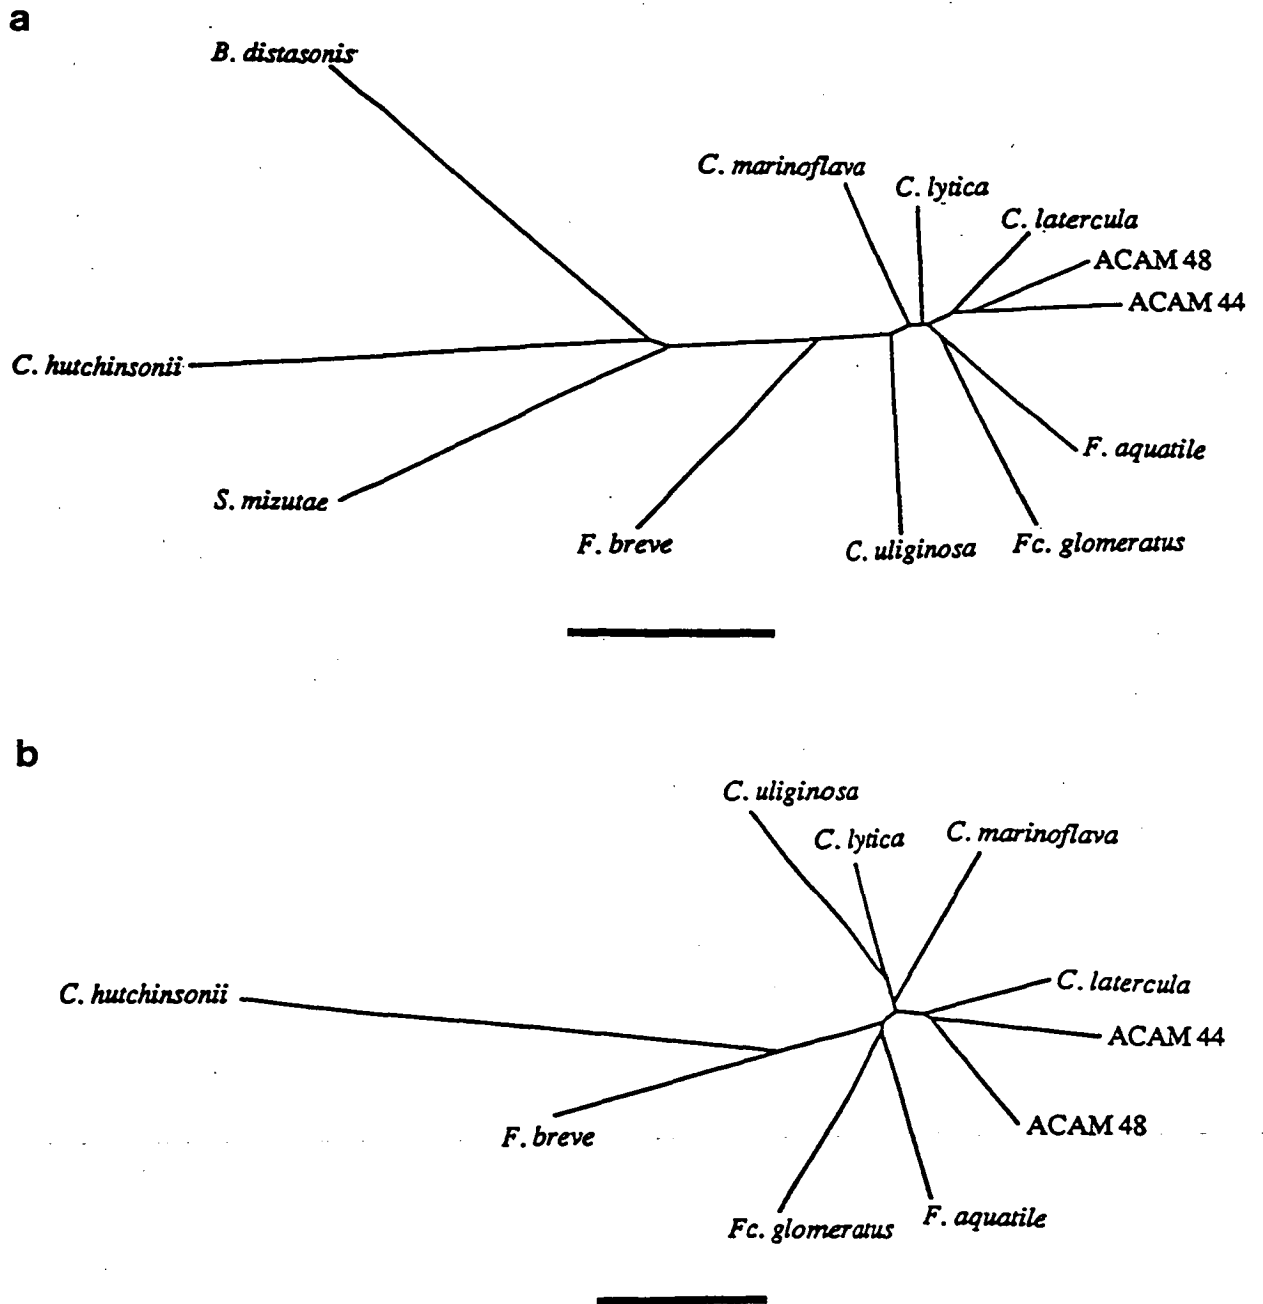 a
B. distasonis
C. marinoflava
C. lytica
C. latercula
ACAM 48
ACAM 44
C. hutchinsonii
F. aquatile
S. mizutae
F. breve
C. uliginosa
Fc. glomeratus
b
C. uliginosa
C. lytica
C. marinoflava
C. latercula
C. hutchinsonii
ACAM 44
ACAM 48
F. breve
Fc. glomeratus
F. aquatile